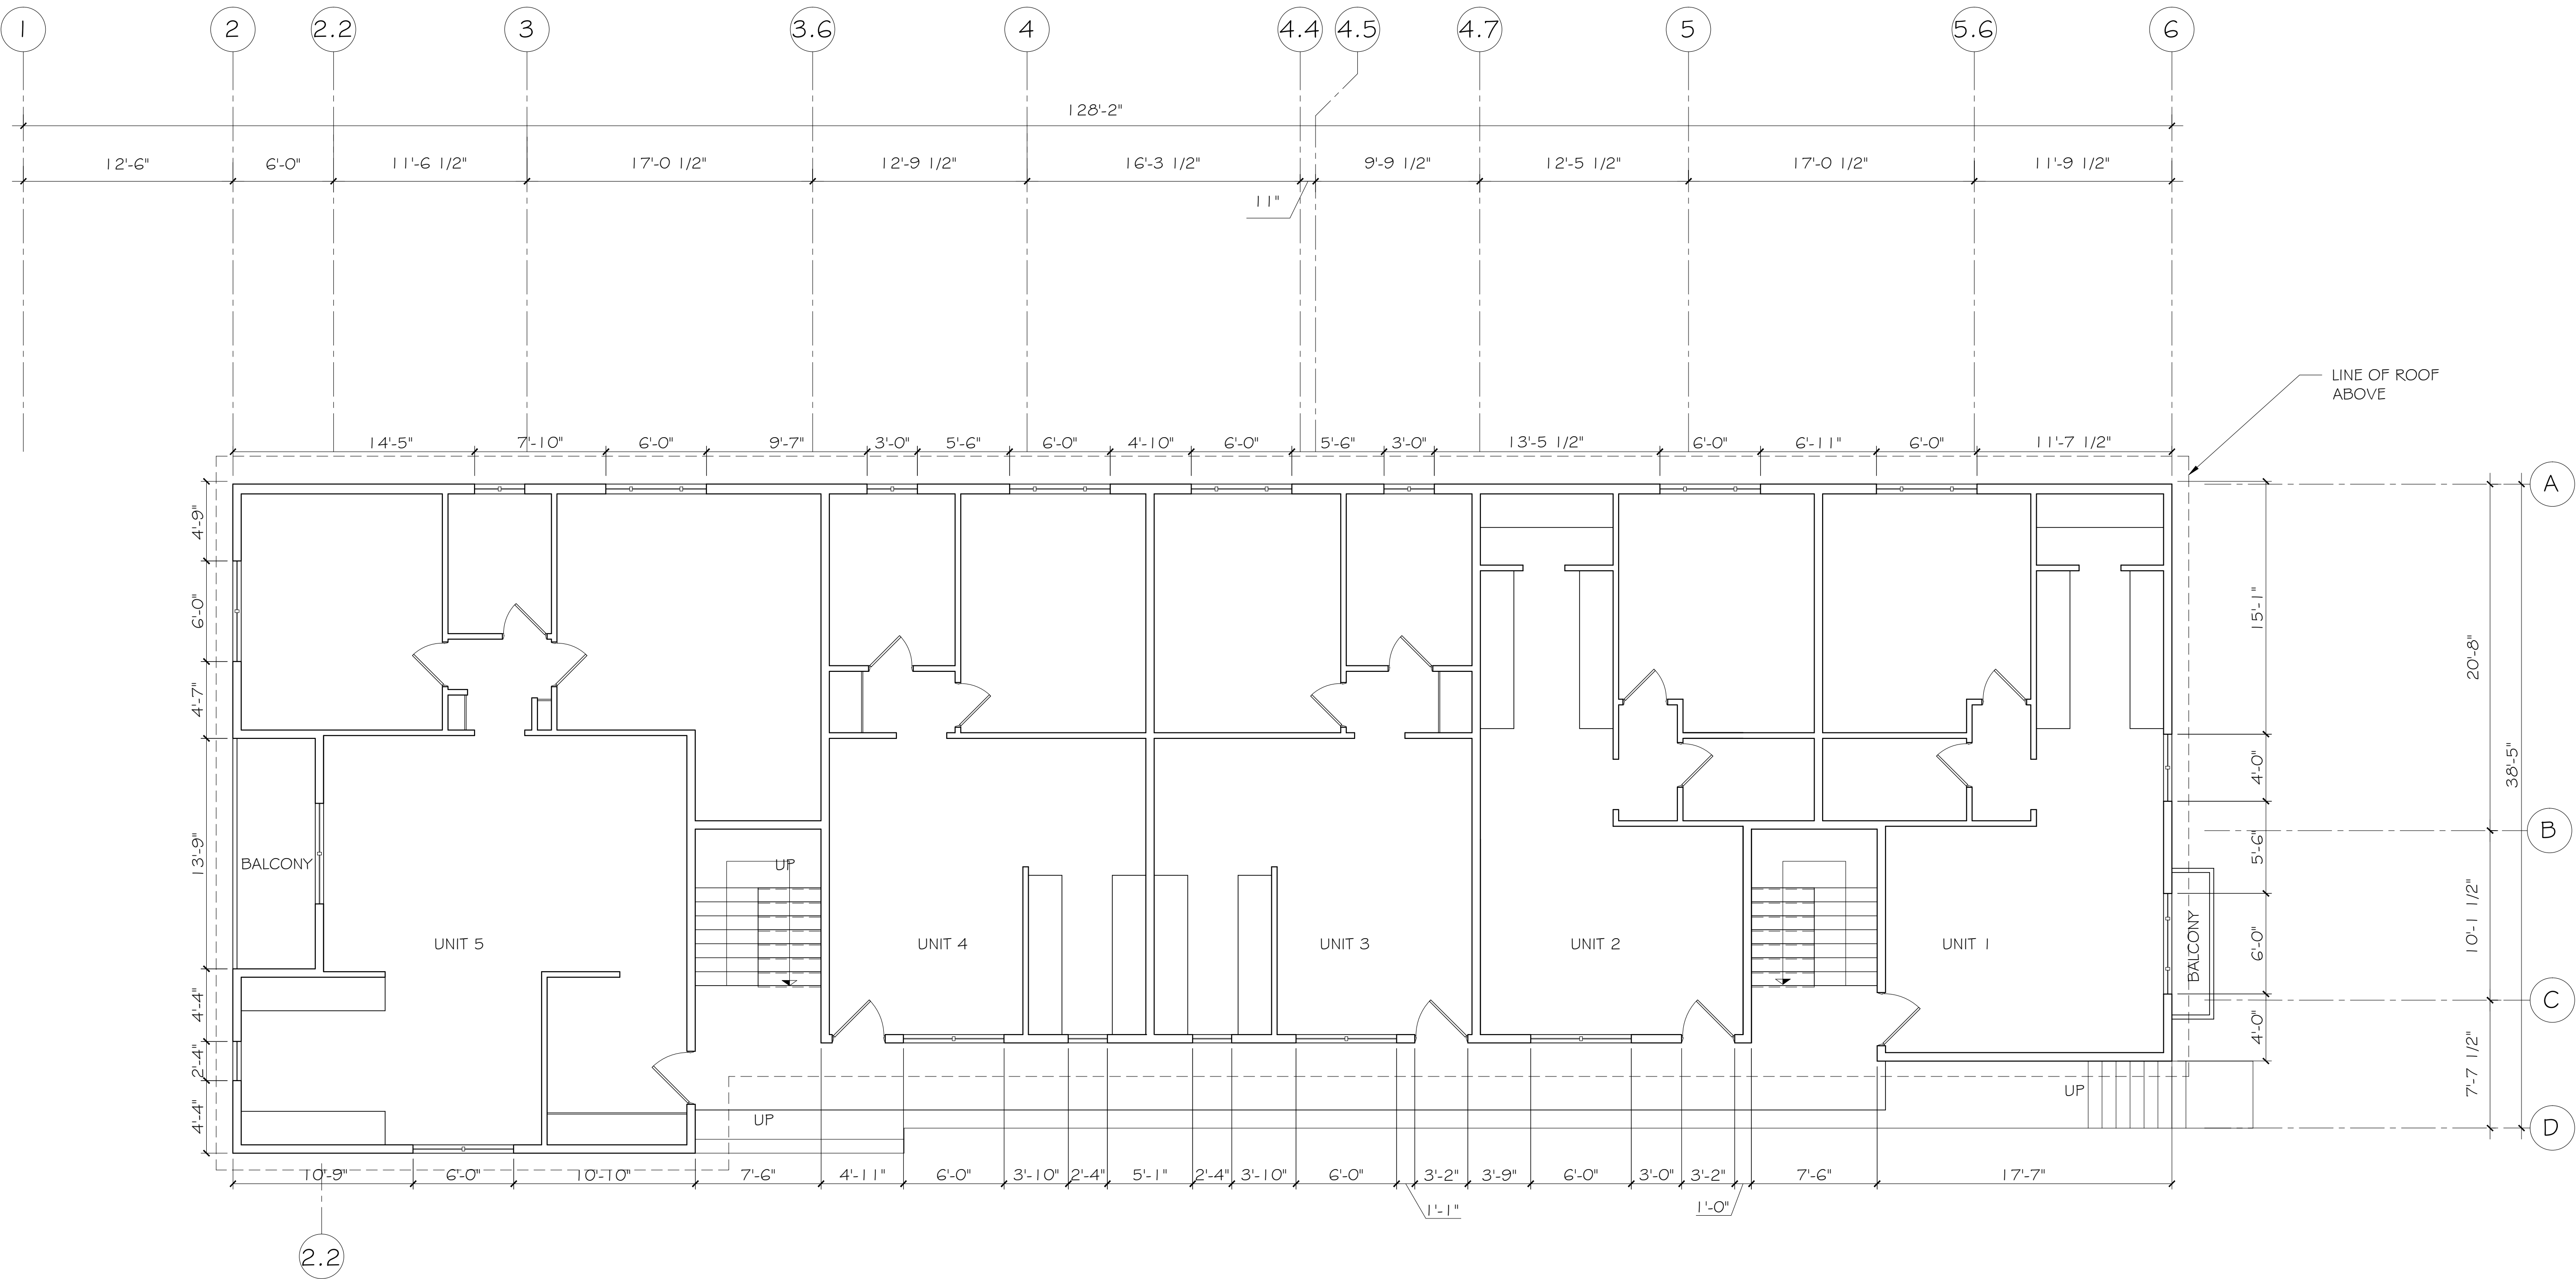 1 2 2.2 3 3.6 4 4.4 4.5 4.7 5 5.6 6
128'-2"
12'-6" 6'-0" 11'-6 1/2" 17'-0 1/2" 12'-9 1/2" 16'-3 1/2" 9'-9 1/2" 12'-5 1/2" 17'-0 1/2" 11'-9 1/2"
11"
LINE OF ROOF
ABOVE
14'-5" 7'-10" 6'-0" 9'-7" 3'-0" 5'-6" 6'-0" 4'-10" 6'-0" 5'-6" 3'-0" 13'-5 1/2" 6'-0" 6'-11" 6'-0" 11'-7 1/2"
A
4'-9"
6'-0"
4'-7"
13'-9"
4'-4"
2'-4"
4'-4"
15'-1"
4'-0"
5'-6"
6'-0"
4'-0"
20'-8"
10'-1 1/2"
7'-7 1/2"
38'-5"
B
BALCONY
UP
UNIT 5
UNIT 4
UNIT 3
UNIT 2
UNIT 1
BALCONY
C
UP
UP
D
10'-9" 6'-0" 10'-10" 7'-6" 4'-11" 6'-0" 3'-10" 2'-4" 5'-1" 2'-4" 3'-10" 6'-0" 3'-2" 3'-9" 6'-0" 3'-0" 3'-2" 7'-6" 17'-7"
1'-1" 1'-0"
2.2